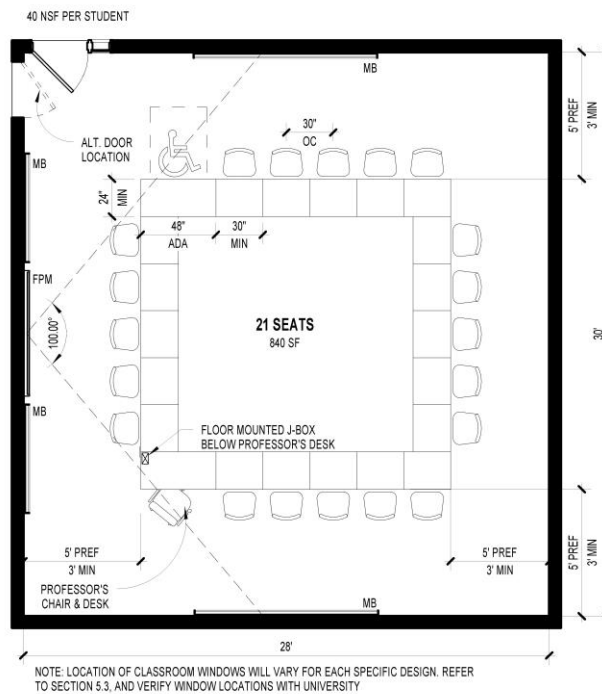 40 NSF PER STUDENT
MB
ALT. DOOR
LOCATION
30"
OC
5' PREF
3' MIN
MB
24"
MIN
48"
ADA
30"
MIN
FPM
100.00°
21 SEATS
840 SF
30'
MB
FLOOR MOUNTED J-BOX
BELOW PROFESSOR'S DESK
5' PREF
3' MIN
5' PREF
3' MIN
5' PREF
3' MIN
PROFESSOR'S
CHAIR & DESK
MB
28'
NOTE: LOCATION OF CLASSROOM WINDOWS WILL VARY FOR EACH SPECIFIC DESIGN. REFER
TO SECTION 5.3, AND VERIFY WINDOW LOCATIONS WITH UNIVERSITY